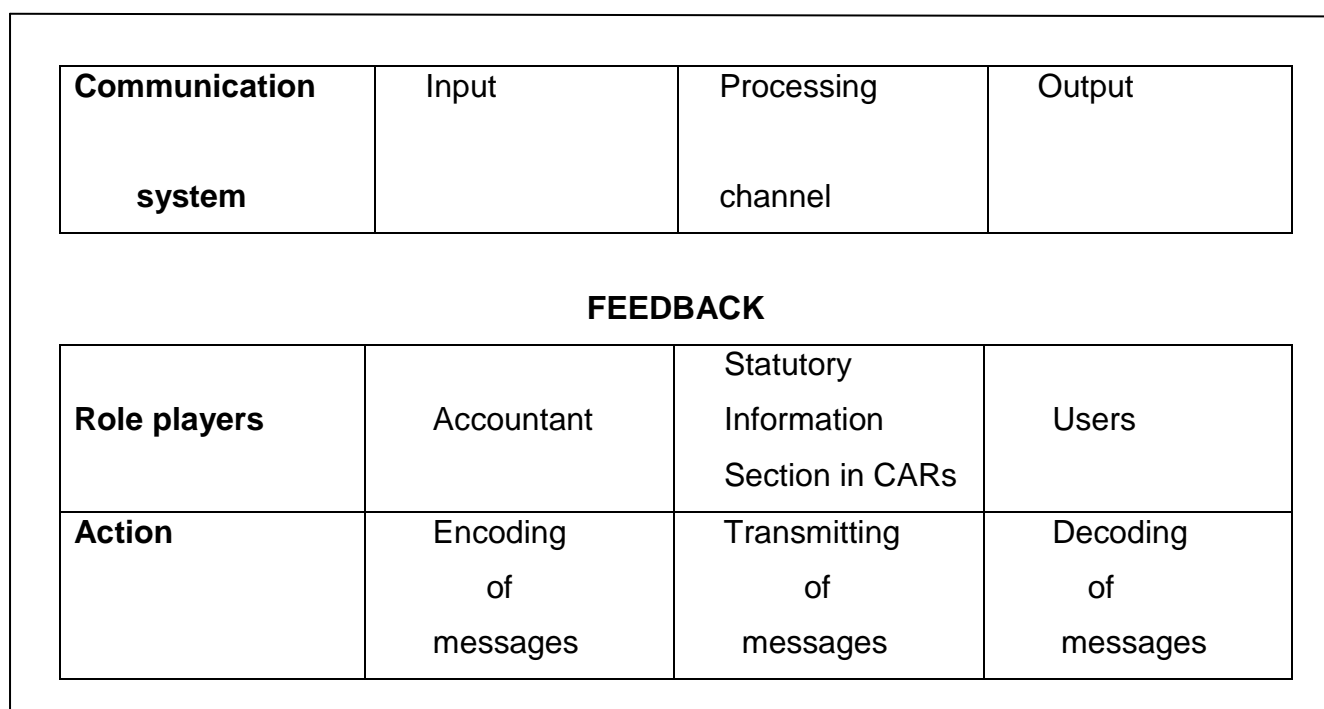 Communication Input Processing Output
system channel
FEEDBACK
Statutory
Role players Accountant Information Users
Section in CARs
Action Encoding Transmitting Decoding
of of of
messages messages messages